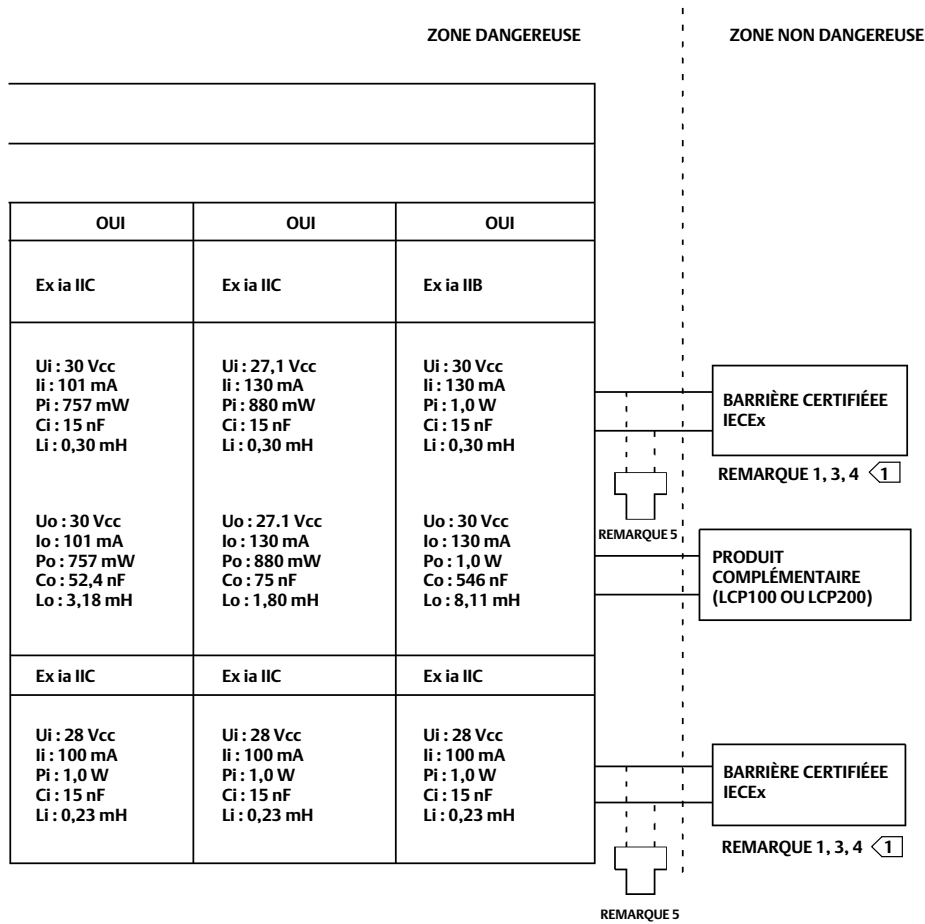 ZONE DANGEREUSE
ZONE NON DANGEREUSE
OUI
OUI
OUI
Ex ia IIC
Ex ia IIC
Ex ia IIB
Ui : 30 Vcc
Ii : 101 mA
Pi : 757 mW
Ci : 15 nF
Li : 0,30 mH
Ui : 27,1 Vcc
Ii : 130 mA
Pi : 880 mW
Ci : 15 nF
Li : 0,30 mH
Ui : 30 Vcc
Ii : 130 mA
Pi : 1,0 W
Ci : 15 nF
Li : 0,30 mH
BARRIÈRE CERTIFIÉEE
IECEx
REMARQUE 1, 3, 4 1
REMARQUE 5
Uo : 30 Vcc
Io : 101 mA
Po : 757 mW
Co : 52,4 nF
Lo : 3,18 mH
Uo : 27.1 Vcc
Io : 130 mA
Po : 880 mW
Co : 75 nF
Lo : 1,80 mH
Uo : 30 Vcc
Io : 130 mA
Po : 1,0 W
Co : 546 nF
Lo : 8,11 mH
PRODUIT
COMPLÉMENTAIRE
(LCP100 OU LCP200)
Ex ia IIC
Ex ia IIC
Ex ia IIC
Ui : 28 Vcc
Ii : 100 mA
Pi : 1,0 W
Ci : 15 nF
Li : 0,23 mH
Ui : 28 Vcc
Ii : 100 mA
Pi : 1,0 W
Ci : 15 nF
Li : 0,23 mH
Ui : 28 Vcc
Ii : 100 mA
Pi : 1,0 W
Ci : 15 nF
Li : 0,23 mH
BARRIÈRE CERTIFIÉEE
IECEx
REMARQUE 1, 3, 4 1
REMARQUE 5